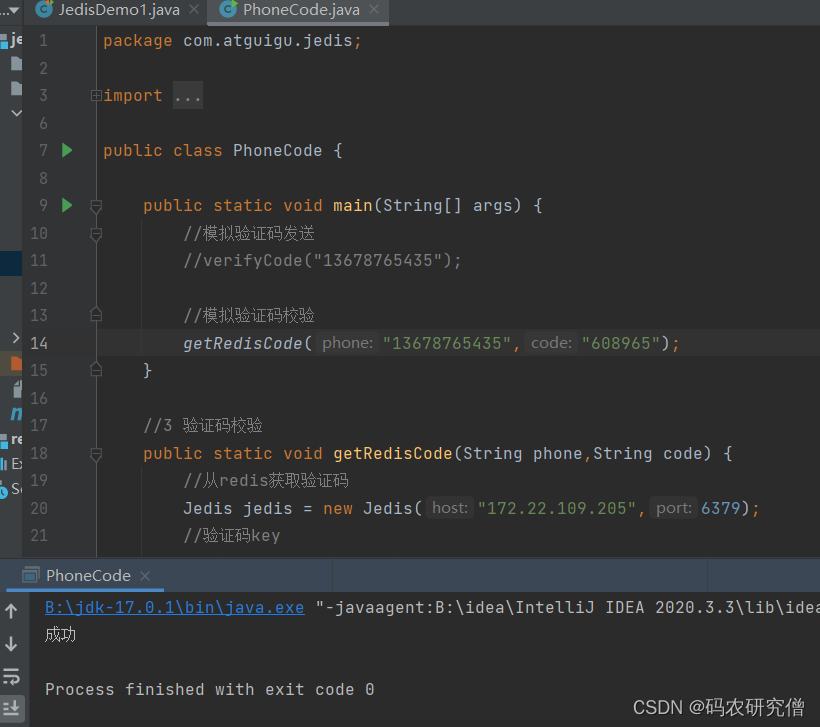 JedisDemo1.java PhoneCode.java
je
1 package com.atguigu.jedis;
2
3 import ...
6
7 public class PhoneCode {
8
9 public static void main(String[] args) {
10 //模拟验证码发送
11 //verifyCode("13678765435");
12
13 //模拟验证码校验
14 getRedisCode( phone: "13678765435", code: "608965");
15 }
16
17 //3 验证码校验
18 public static void getRedisCode(String phone,String code) {
19 //从redis获取验证码
20 Jedis jedis = new Jedis( host: "172.22.109.205", port: 6379);
21 //验证码key
re
Ex
Sc
PhoneCode
B:\jdk-17.0.1\bin\java.exe "-javaagent:B:\idea\IntelliJ IDEA 2020.3.3\lib\idea
成功
Process finished with exit code 0
CSDN @码农研究僧